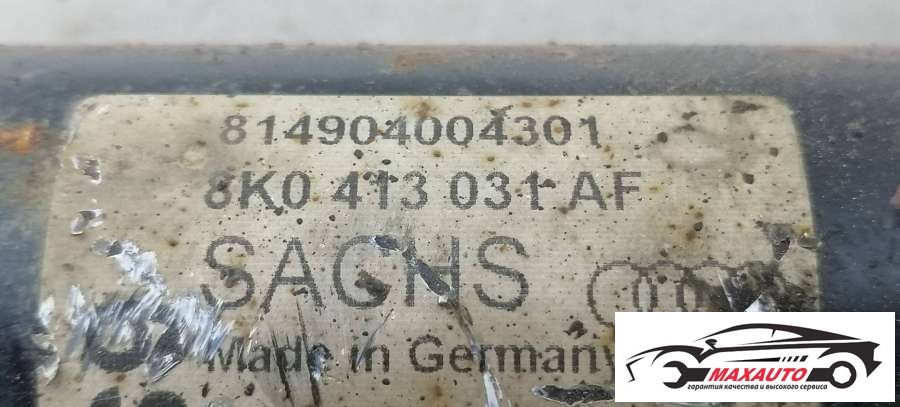 814904004301
8K0 413 031 AF
SACHS
Made in Germany
MAXAUTO
гарантия качества и высокого сервиса